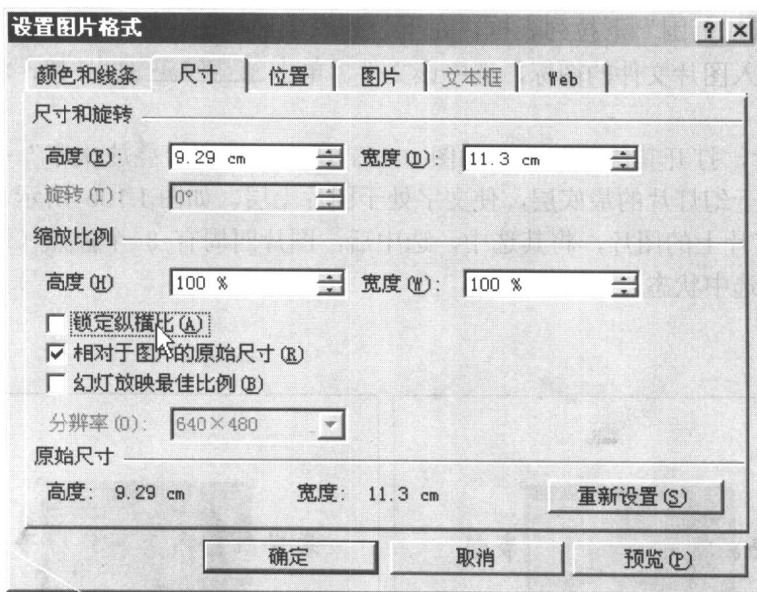 设置图片格式 ? ×
颜色和线条 尺寸 位置 图片 文本框 Web
尺寸和旋转
高度(E): 9.29 cm 宽度(D): 11.3 cm
旋转(T): 0°
缩放比例
高度(H) 100 % 宽度(W): 100 %
锁定纵横比(A)
相对于图片的原始尺寸(R)
幻灯放映最佳比例(B)
分辨率(O): 640×480
原始尺寸
高度: 9.29 cm 宽度: 11.3 cm 重新设置(S)
确定 取消 预览(P)